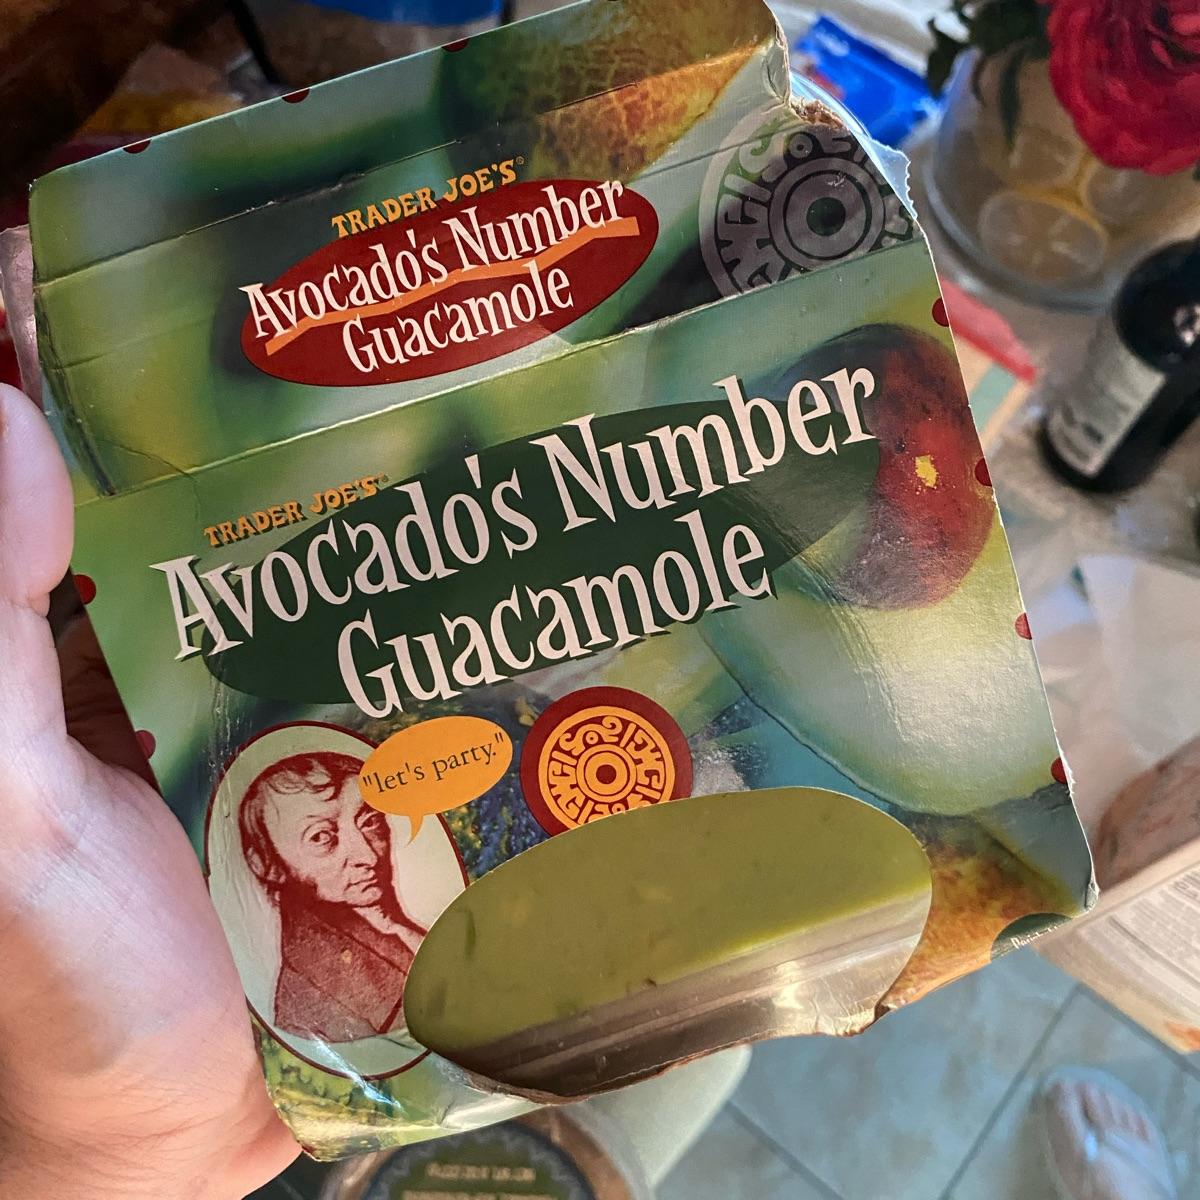 TRADER JOE'S®
Avocado's Number
Guacamole
TRADER JOE'S
Avocado's Number
Guacamole
"let's party."